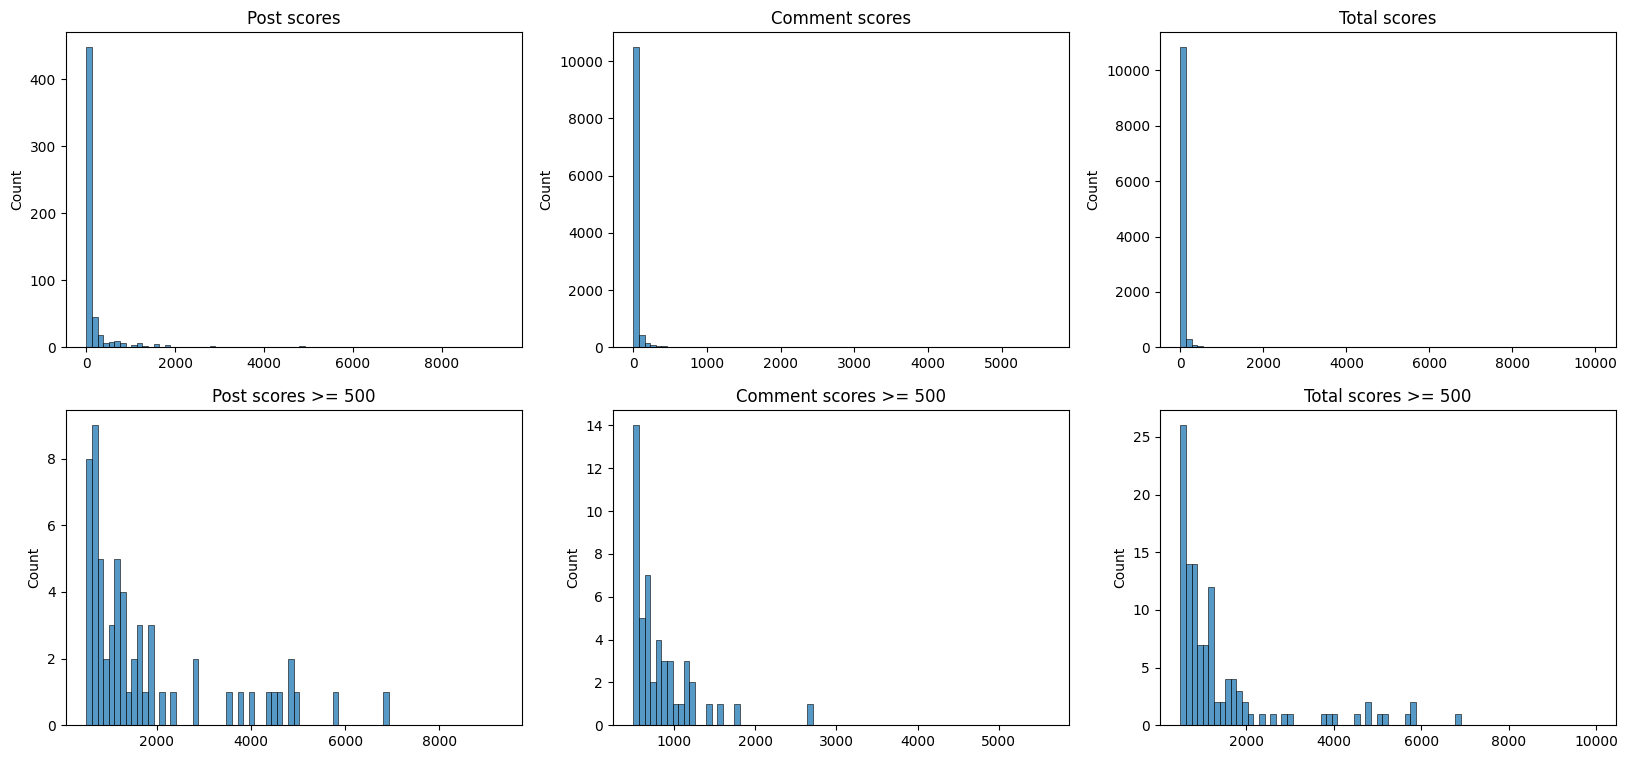 Post scores
Count
400
300
200
100
0
0 2000 4000 6000 8000
Comment scores
Count
10000
8000
6000
4000
2000
0
0 1000 2000 3000 4000 5000
Total scores
Count
10000
8000
6000
4000
2000
0
0 2000 4000 6000 8000 10000
Post scores >= 500
Count
8
6
4
2
0
2000 4000 6000 8000
Comment scores >= 500
Count
14
12
10
8
6
4
2
0
1000 2000 3000 4000 5000
Total scores >= 500
Count
25
20
15
10
5
0
2000 4000 6000 8000 10000